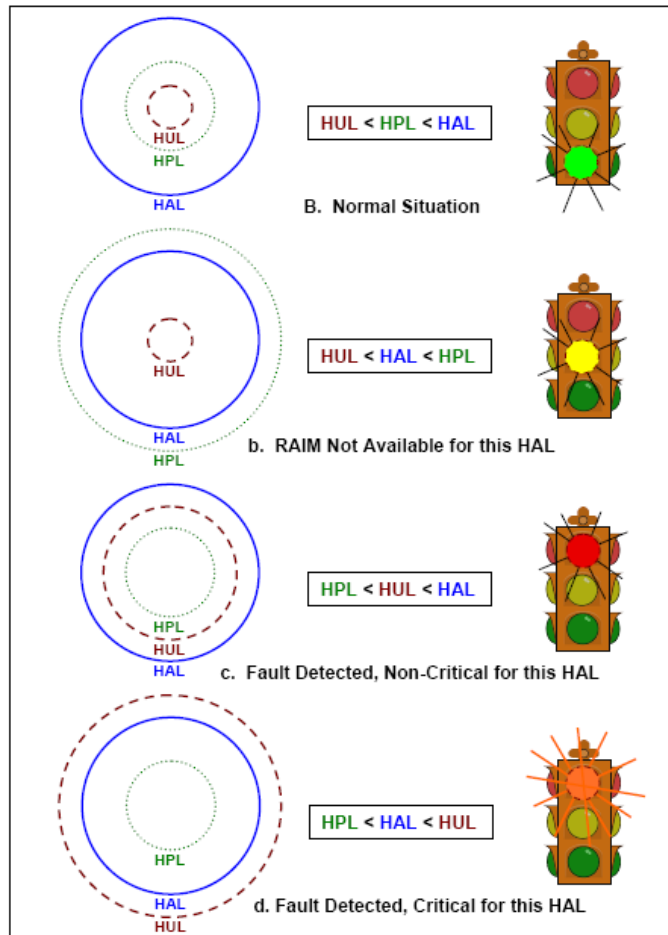 HUL
HPL
HAL
HUL < HPL < HAL
B. Normal Situation
HUL
HAL
HPL
HUL < HAL < HPL
b. RAIM Not Available for this HAL
HPL
HUL
HAL
HPL < HUL < HAL
c. Fault Detected, Non-Critical for this HAL
HPL
HAL
HUL
HPL < HAL < HUL
d. Fault Detected, Critical for this HAL